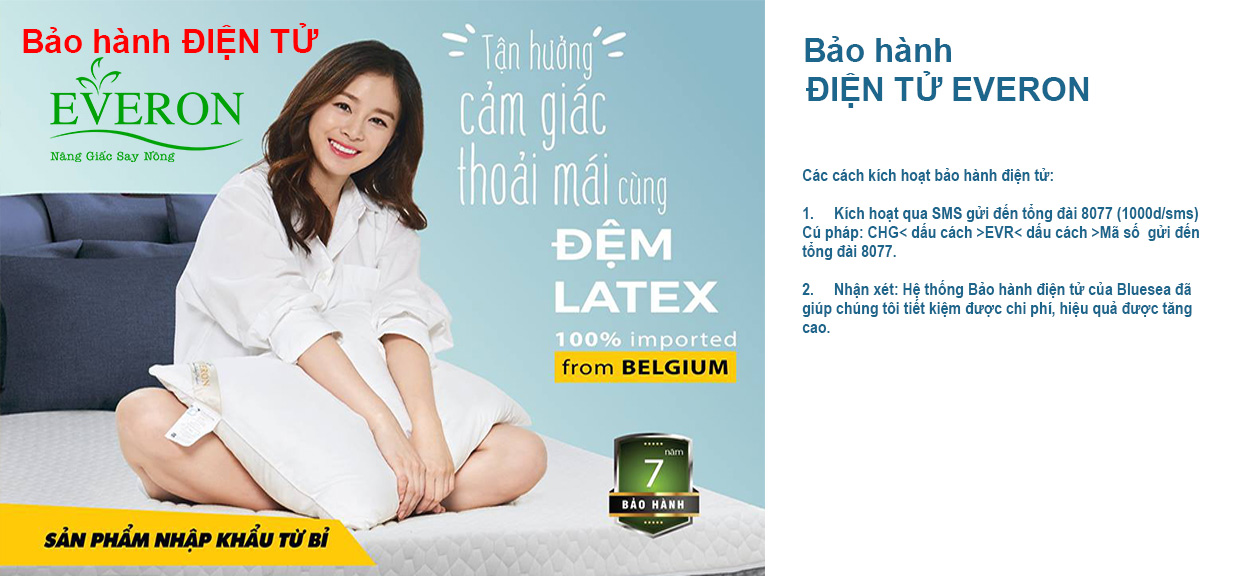 Bảo hành ĐIỆN TỬ
EVERON
Nâng Giấc Say Nồng
Tận hưởng
cảm giác
thoải mái cùng
ĐỆM
LATEX
100% imported
from BELGIUM
EVERON
năm
7
BẢO HÀNH
SẢN PHẨM NHẬP KHẨU TỪ BỈ
Bảo hành
ĐIỆN TỬ EVERON
Các cách kích hoạt bảo hành điện tử:
1. Kích hoạt qua SMS gửi đến tổng đài 8077 (1000d/sms)
Cú pháp: CHG< dấu cách >EVR< dấu cách >Mã số  gửi đến
tổng đài 8077.
2. Nhận xét: Hệ thống Bảo hành điện tử của Bluesea đã
giúp chúng tôi tiết kiệm được chi phí, hiệu quả được tăng
cao.